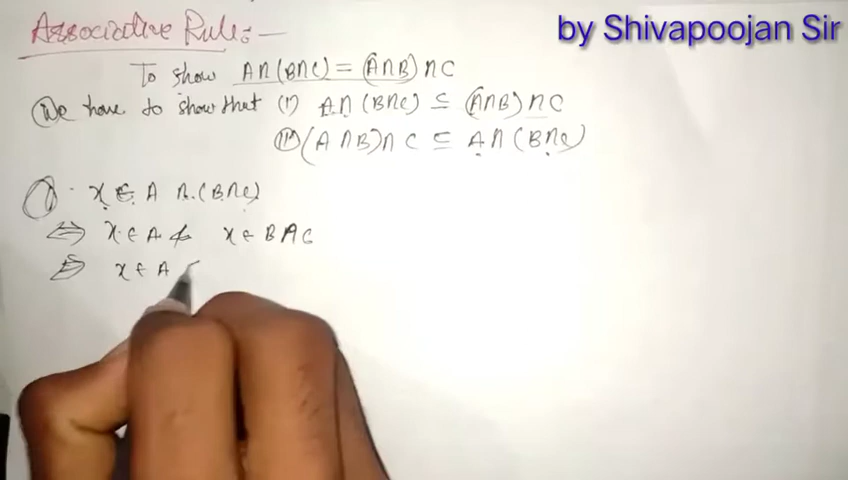 Associative Rule:-
by Shivapoojan Sir
To show A∩(B∩C) = (A∩B)∩C
We have to show that (i) A∩(B∩C) ⊆ (A∩B)∩C
(ii) (A∩B)∩C ⊆ A∩(B∩C)
(i) x ∈ A ∩ (B∩C)
⇔ x ∈ A & x ∈ B∩C
⇔ x ∈ A